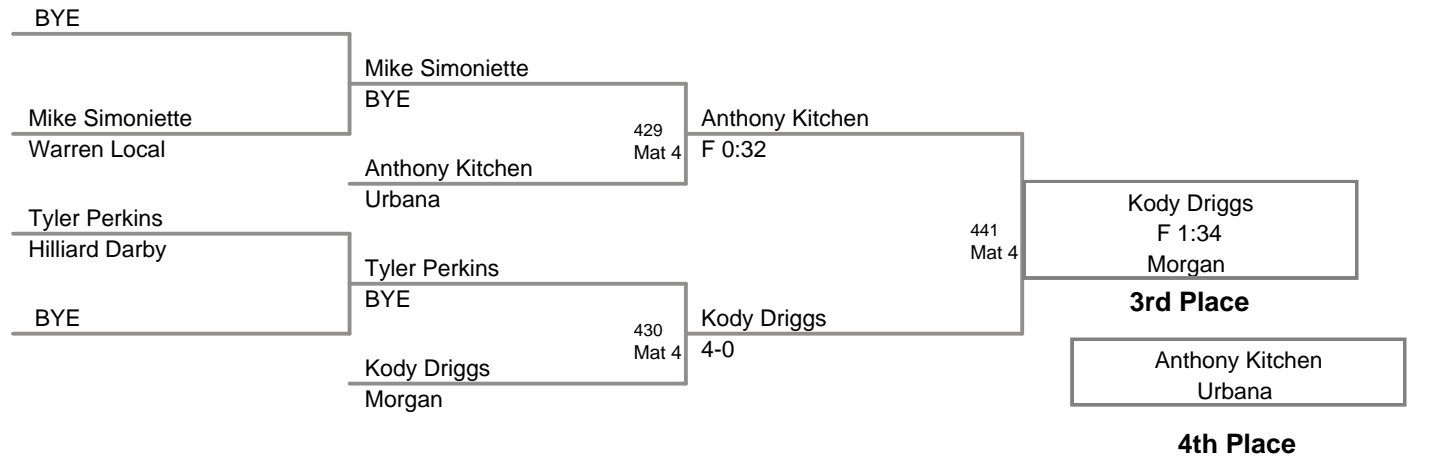 BYE
Mike Simoniette
BYE
Mike Simoniette
Warren Local
429
Mat 4
Anthony Kitchen
F 0:32
Anthony Kitchen
Urbana
Tyler Perkins
Hilliard Darby
441
Mat 4
Kody Driggs
F 1:34
Morgan
3rd Place
Tyler Perkins
BYE
BYE
430
Mat 4
Kody Driggs
4-0
Kody Driggs
Morgan
Anthony Kitchen
Urbana
4th Place